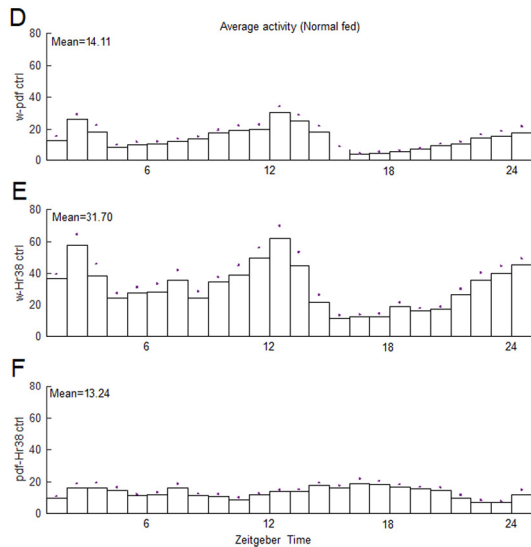 D
Average activity (Normal fed)
Mean=14.11
w-pdf ctrl
80
60
40
20
0
6
12
18
24
E
Mean=31.70
w-Hr38 ctrl
80
60
40
20
0
6
12
18
24
F
Mean=13.24
pdf-Hr38 ctrl
80
60
40
20
0
6
12
18
24
Zeitgeber Time